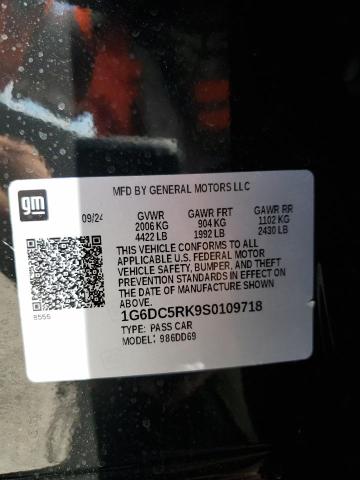 MFD BY GENERAL MOTORS LLC
gm
09/24
GVWR GAWR FRT GAWR RR
2006 KG 904 KG 1102 KG
4422 LB 1992 LB 2430 LB
THIS VEHICLE CONFORMS TO ALL
APPLICABLE U.S. FEDERAL MOTOR
VEHICLE SAFETY, BUMPER, AND THEFT
PREVENTION STANDARDS IN EFFECT ON
THE DATE OF MANUFACTURE SHOWN
ABOVE.
8555
1G6DC5RK9S0109718
TYPE: PASS CAR
MODEL: 986DD69